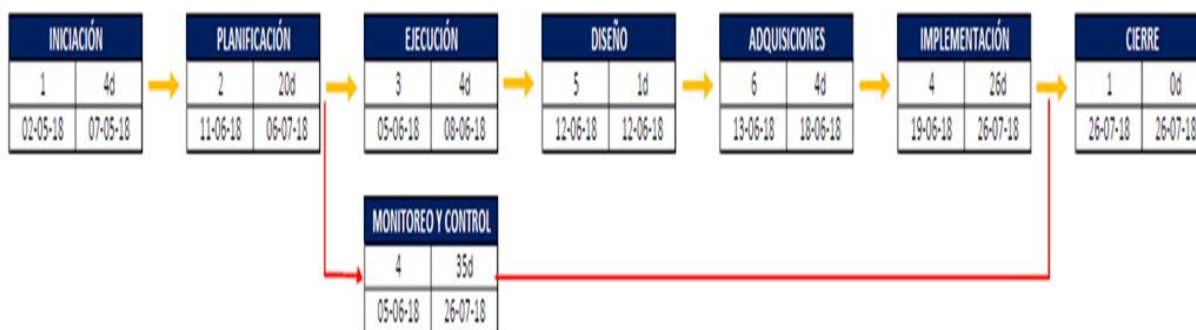 INICIACIÓN
1 4d
02-05-18 07-05-18
PLANIFICACIÓN
2 20d
11-06-18 06-07-18
EJECUCIÓN
3 4d
05-06-18 08-06-18
DISEÑO
5 1d
12-06-18 12-06-18
ADQUISICIONES
6 4d
13-06-18 18-06-18
IMPLEMENTACIÓN
4 26d
19-06-18 26-07-18
CIERRE
1 0d
26-07-18 26-07-18
MONITOREO Y CONTROL
4 35d
05-06-18 26-07-18